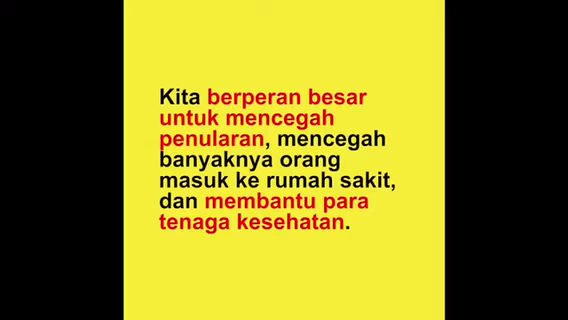 Kita berperan besar
untuk mencegah
penularan, mencegah
banyaknya orang
masuk ke rumah sakit,
dan membantu para
tenaga kesehatan.